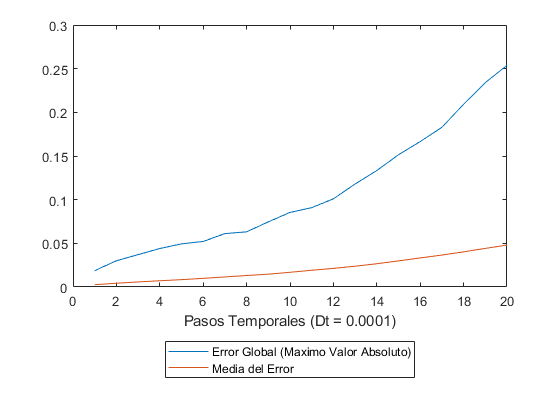 0.3
0.25
0.2
0.15
0.1
0.05
0
0 2 4 6 8 10 12 14 16 18 20
Pasos Temporales (Dt = 0.0001)
Error Global (Maximo Valor Absoluto)
Media del Error